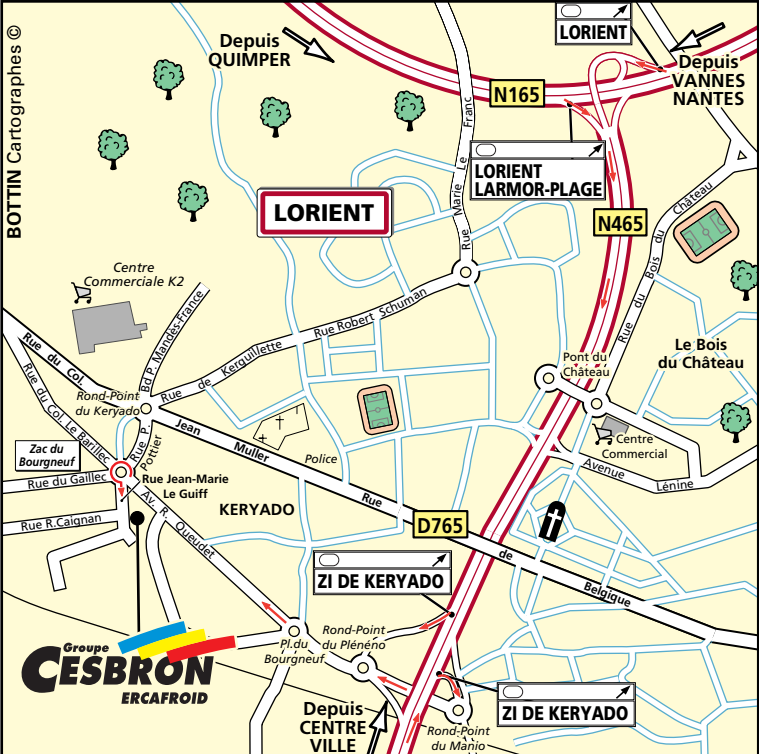 BOTTIN Cartographes ©
Depuis
QUIMPER
LORIENT
Depuis
VANNES
NANTES
N165
LORIENT
LARMOR-PLAGE
Rue Marie Le Franc
LORIENT
N465
Rue du Bois du Château
Centre
Commerciale K2
Bd P. Mandès-France
Rue Robert Schuman
Rue de Kerguillette
Le Bois
du Château
Pont du
Château
Rue du Col.
Rue du Col. Le Barillec
Rond-Point
du Keryado
Rue P. Pottier
Jean Muller
Rue
de
Belgique
Centre
Commercial
Avenue Lénine
Police
Zac du
Bourgneuf
Rue du Gaillec
Rue Jean-Marie
Le Guiff
Rue R.Caignan
Av. R. Queudet
KERYADO
D765
ZI DE KERYADO
Groupe
CESBRON
ERCAFROID
Pl.du
Bourgneuf
Rond-Point
du Pléneno
Depuis
CENTRE
VILLE
Rond-Point
du Manio
ZI DE KERYADO